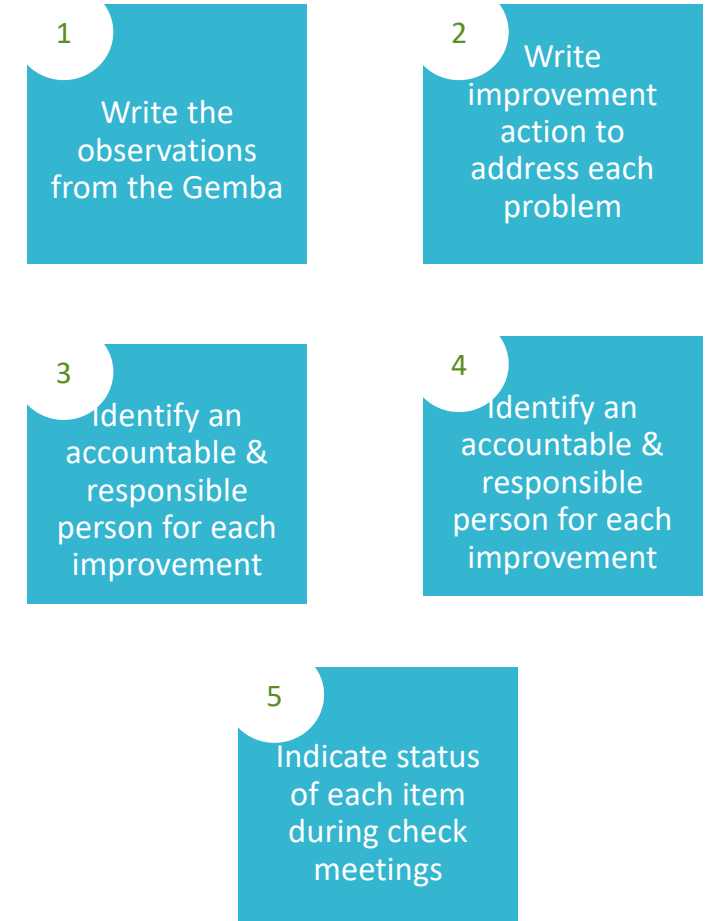 1
Write the
observations
from the Gemba
2
Write
improvement
action to
address each
problem
3
Identify an
accountable &
responsible
person for each
improvement
4
Identify an
accountable &
responsible
person for each
improvement
5
Indicate status
of each item
during check
meetings